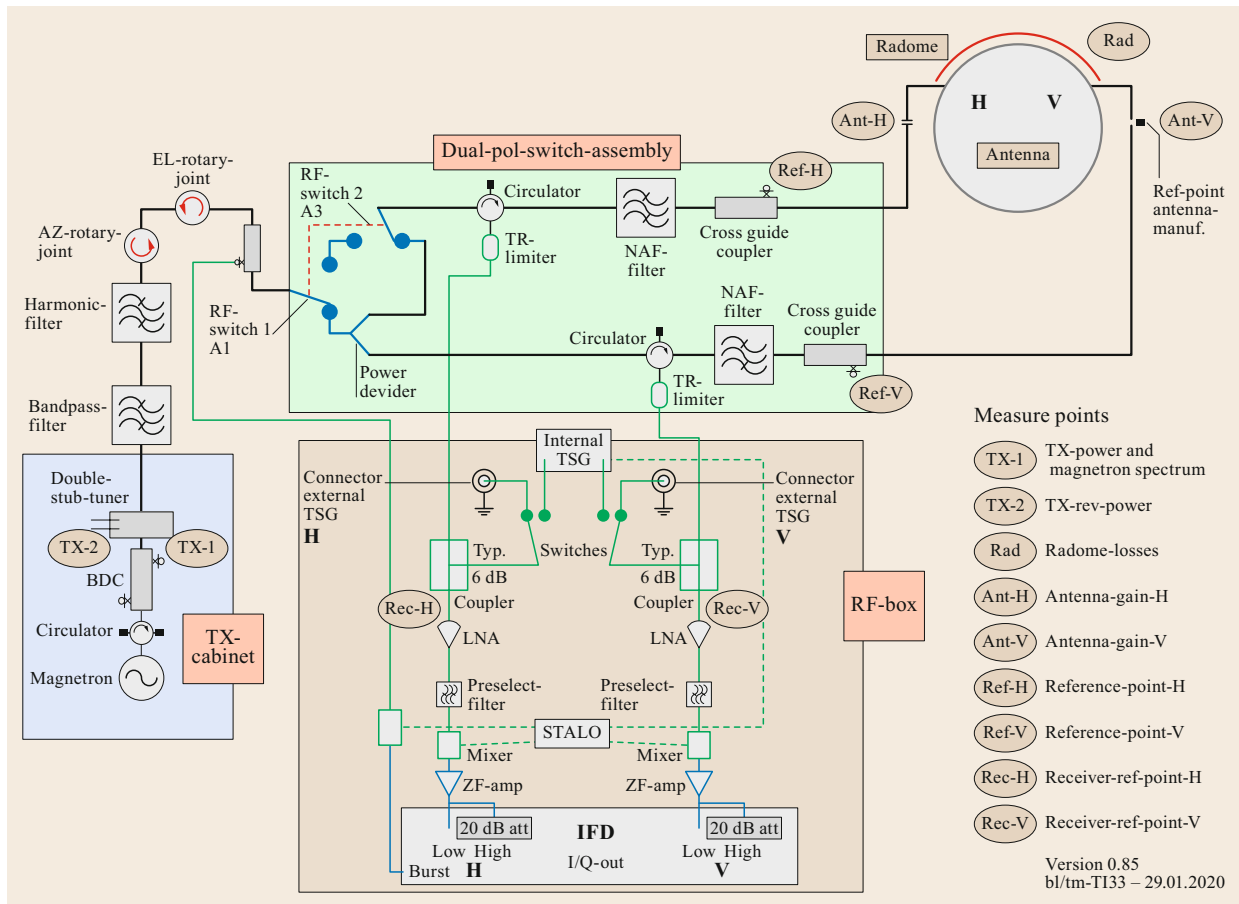 Radome
Rad
H
V
Ant-H
Ant-V
Antenna
Ref-point
antenna-
manuf.
Dual-pol-switch-assembly
Ref-H
EL-rotary-
joint
RF-
switch 2
A3
Circulator
AZ-rotary-
joint
TR-
limiter
NAF-
filter
Cross guide
coupler
Harmonic-
filter
RF-
switch 1
A1
NAF-
filter
Cross guide
coupler
Circulator
Power
devider
TR-
limiter
Ref-V
Bandpass-
filter
Measure points
Internal
TSG
TX-1
TX-power and
magnetron spectrum
Double-
stub-tuner
Connector
external
TSG
H
Connector
external
TSG
V
TX-2
TX-rev-power
TX-2
TX-1
Typ.
6 dB
Switches
Typ.
6 dB
Rad
Radome-losses
BDC
Coupler
Coupler
RF-box
Ant-H
Antenna-gain-H
Rec-H
Rec-V
Circulator
LNA
LNA
TX-
cabinet
Ant-V
Antenna-gain-V
Magnetron
Preselect-
filter
Preselect-
filter
Ref-H
Reference-point-H
STALO
Ref-V
Reference-point-V
Mixer
Mixer
ZF-amp
ZF-amp
Rec-H
Receiver-ref-point-H
20 dB att
IFD
20 dB att
Rec-V
Receiver-ref-point-V
Low High
I/Q-out
Low High
Burst
H
V
Version 0.85
bl/tm-TI33 – 29.01.2020